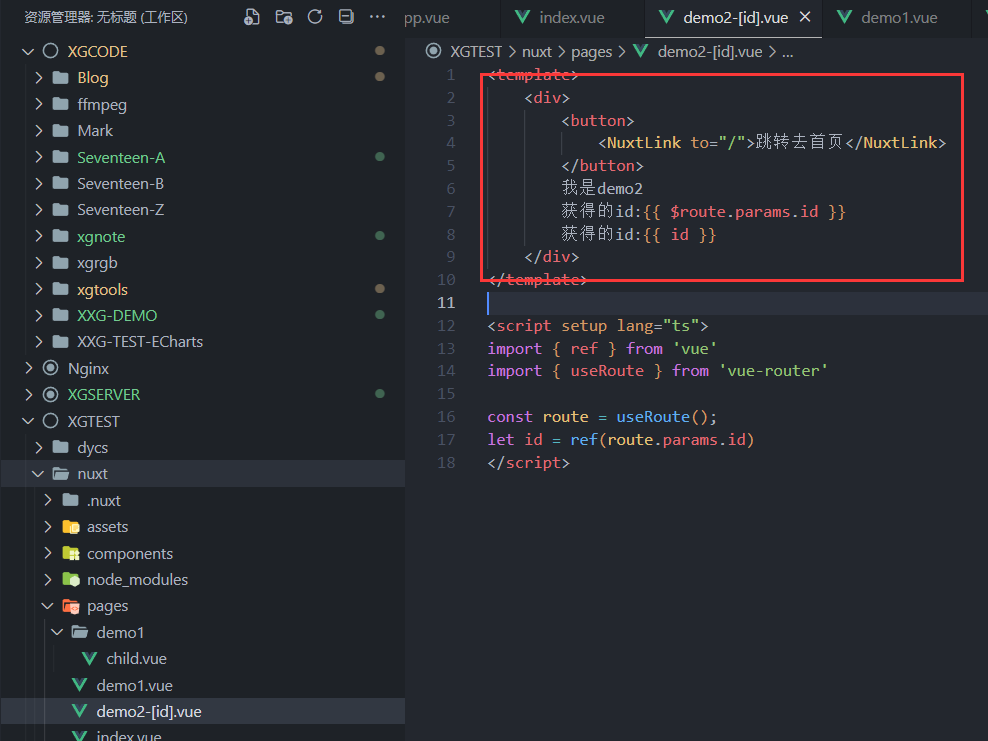 资源管理器: 无标题 (工作区)
XGCODE
Blog
ffmpeg
Mark
Seventeen-A
Seventeen-B
Seventeen-Z
xgnote
xgrgb
xgtools
XXG-DEMO
XXG-TEST-ECharts
Nginx
XGSERVER
XGTEST
dycs
nuxt
.nuxt
assets
components
node_modules
pages
demo1
child.vue
demo1.vue
demo2-[id].vue
index.vue
pp.vue index.vue demo2-[id].vue demo1.vue
XGTEST > nuxt > pages > demo2-[id].vue > ...
1 <template>
2 <div>
3 <button>
4 <NuxtLink to="/">跳转去首页</NuxtLink>
5 </button>
6 我是demo2
7 获得的id:{{ $route.params.id }}
8 获得的id:{{ id }}
9 </div>
10 </template>
11
12 <script setup lang="ts">
13 import { ref } from 'vue'
14 import { useRoute } from 'vue-router'
15
16 const route = useRoute();
17 let id = ref(route.params.id)
18 </script>